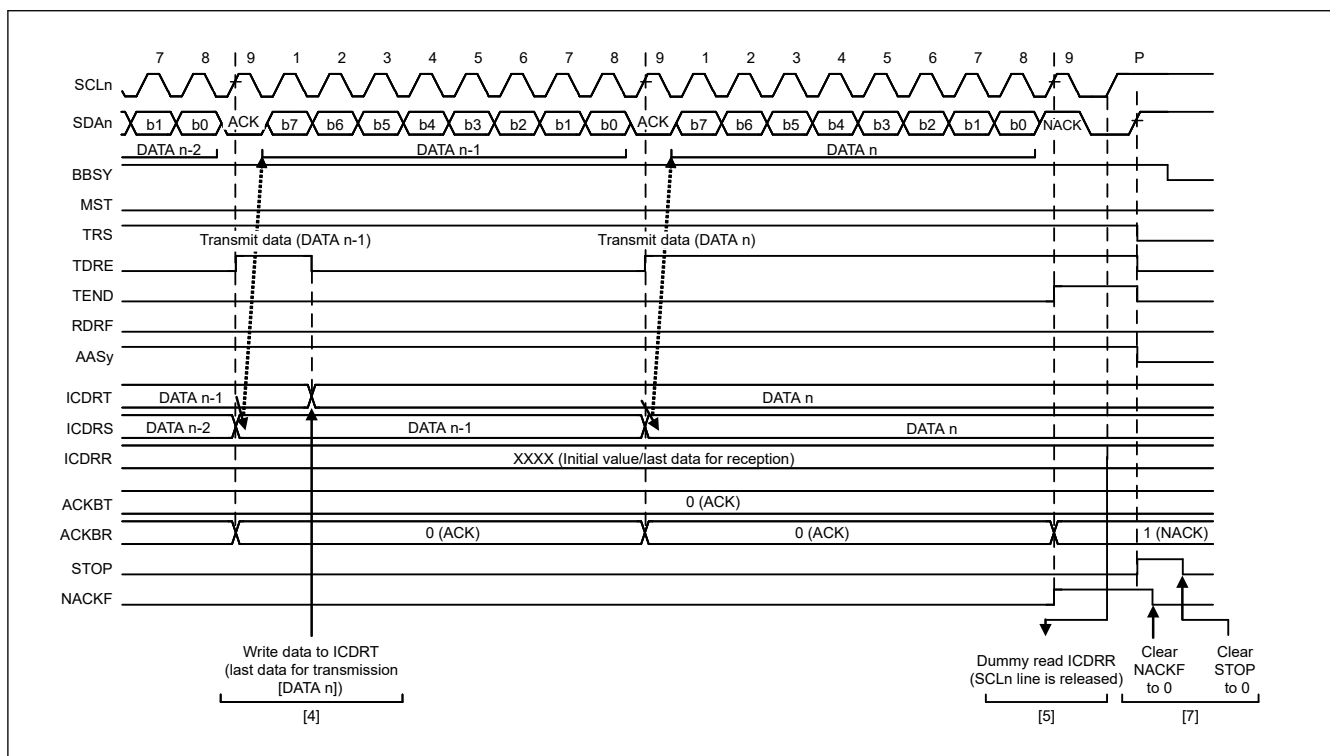 7 8 9 1 2 3 4 5 6 7 8 9 1 2 3 4 5 6 7 8 9 P
SCLn
SDAn b1 b0 ACK b7 b6 b5 b4 b3 b2 b1 b0 ACK b7 b6 b5 b4 b3 b2 b1 b0 NACK
DATA n-2 DATA n-1 DATA n
BBSY
MST
TRS
Transmit data (DATA n-1) Transmit data (DATA n)
TDRE
TEND
RDRF
AASy
ICDRT DATA n-1 DATA n
ICDRS DATA n-2 DATA n-1 DATA n
ICDRR XXXX (Initial value/last data for reception)
ACKBT 0 (ACK)
ACKBR 0 (ACK) 0 (ACK) 1 (NACK)
STOP
NACKF
Write data to ICDRT
(last data for transmission
[DATA n])
[4]
Dummy read ICDRR
(SCLn line is released)
[5]
Clear
NACKF
to 0
Clear
STOP
to 0
[7]